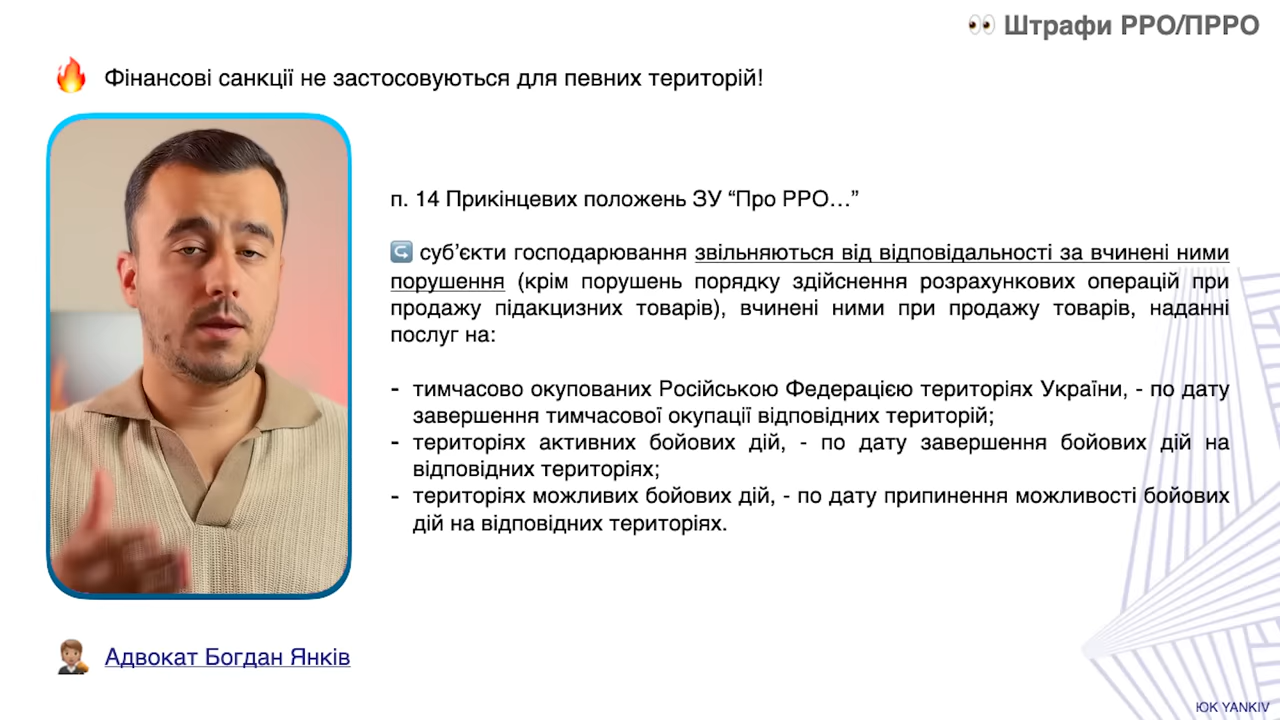 👀 Штрафи РРО/ПРРО
🔥 Фінансові санкції не застосовуються для певних територій!
п. 14 Прикінцевих положень ЗУ “Про РРО…”
↪️ суб’єкти господарювання звільняються від відповідальності за вчинені ними
порушення (крім порушень порядку здійснення розрахункових операцій при
продажу підакцизних товарів), вчинені ними при продажу товарів, наданні
послуг на:
- тимчасово окупованих Російською Федерацією територіях України, - по дату
завершення тимчасової окупації відповідних територій;
- територіях активних бойових дій, - по дату завершення бойових дій на
відповідних територіях;
- територіях можливих бойових дій, - по дату припинення можливості бойових
дій на відповідних територіях.
Адвокат Богдан Янків
ЮК YANKIV